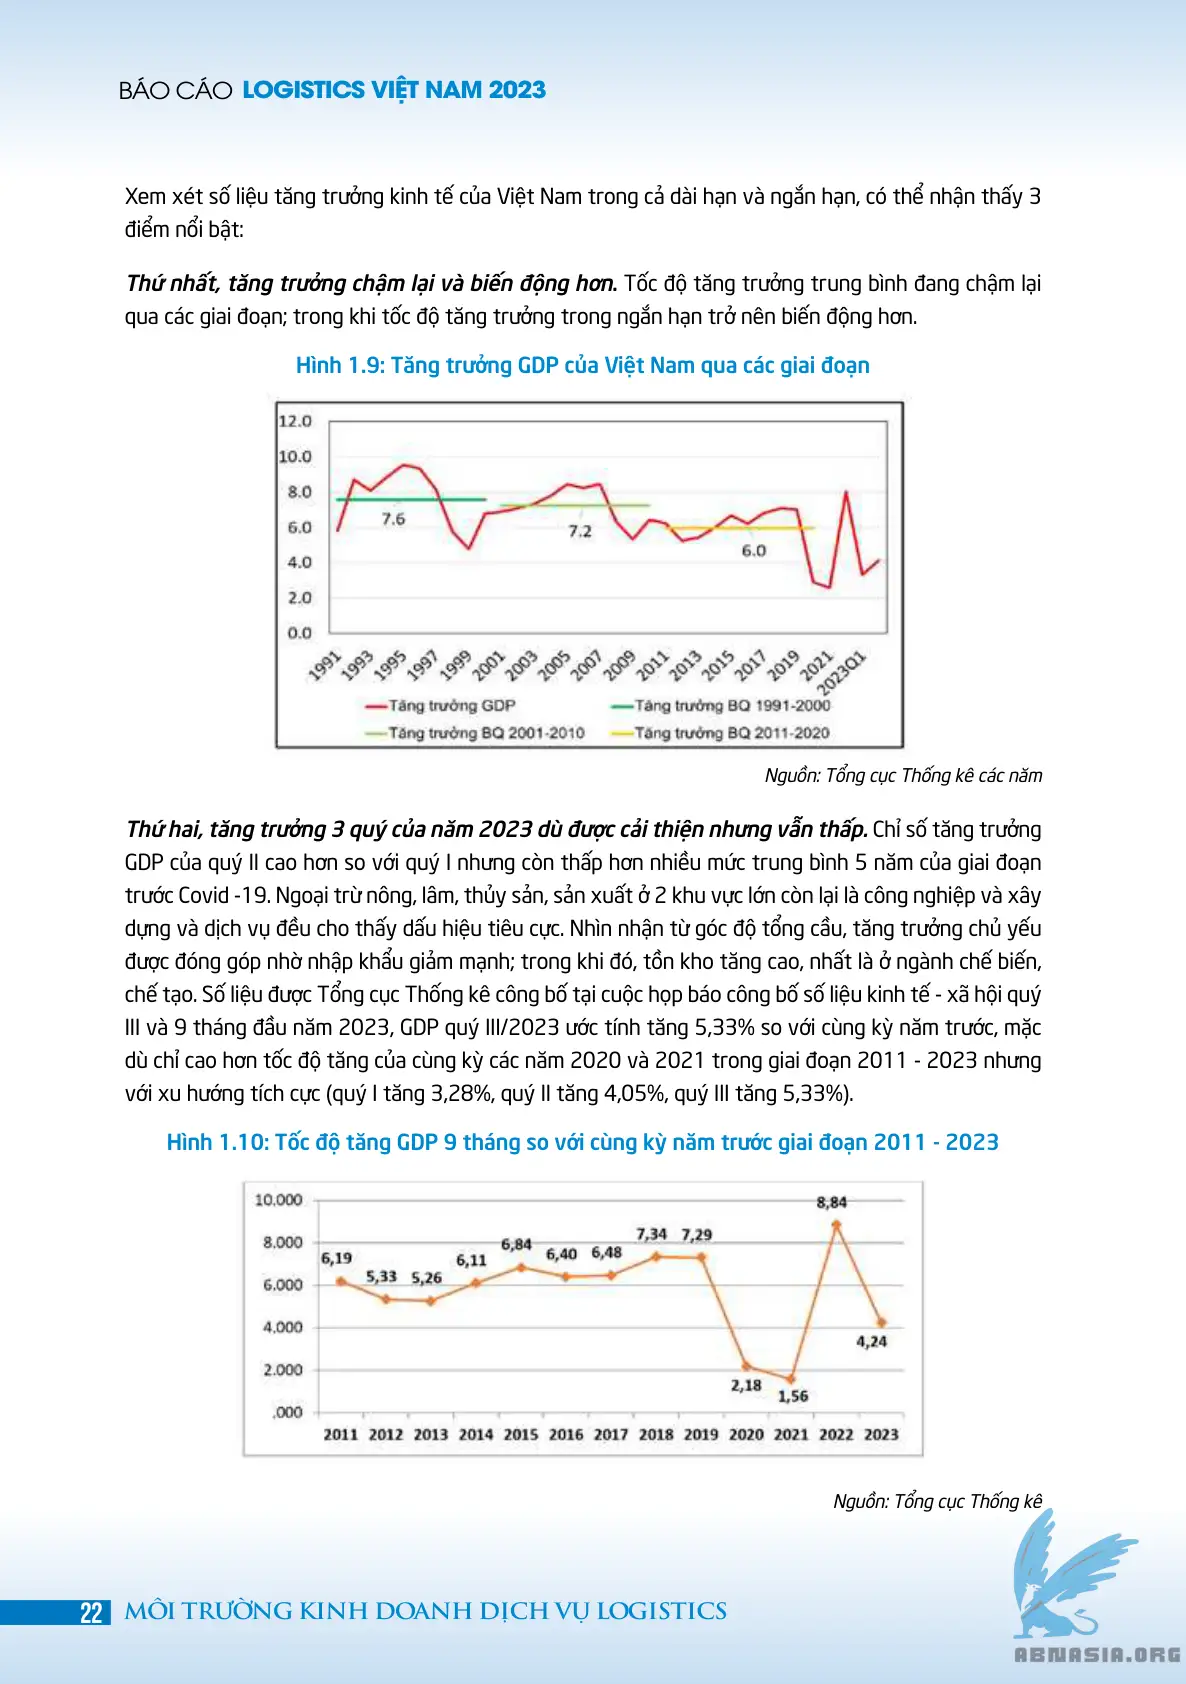 BÁO CÁO LOGISTICS VIỆT NAM 2023
Xem xét số liệu tăng trưởng kinh tế của Việt Nam trong cả dài hạn và ngắn hạn, có thể nhận thấy 3
điểm nổi bật:
Thứ nhất, tăng trưởng chậm lại và biến động hơn. Tốc độ tăng trưởng trung bình đang chậm lại
qua các giai đoạn; trong khi tốc độ tăng trưởng trong ngắn hạn trở nên biến động hơn.
Hình 1.9: Tăng trưởng GDP của Việt Nam qua các giai đoạn
12.0
10.0
8.0
6.0
4.0
2.0
0.0
7.6
7.2
6.0
1991 1993 1995 1997 1999 2001 2003 2005 2007 2009 2011 2013 2015 2017 2019 2021 2023Q1
Tăng trưởng GDP Tăng trưởng BQ 1991-2000
Tăng trưởng BQ 2001-2010 Tăng trưởng BQ 2011-2020
Nguồn: Tổng cục Thống kê các năm
Thứ hai, tăng trưởng 3 quý của năm 2023 dù được cải thiện nhưng vẫn thấp. Chỉ số tăng trưởng
GDP của quý II cao hơn so với quý I nhưng còn thấp hơn nhiều mức trung bình 5 năm của giai đoạn
trước Covid -19. Ngoại trừ nông, lâm, thủy sản, sản xuất ở 2 khu vực lớn còn lại là công nghiệp và xây
dựng và dịch vụ đều cho thấy dấu hiệu tiêu cực. Nhìn nhận từ góc độ tổng cầu, tăng trưởng chủ yếu
được đóng góp nhờ nhập khẩu giảm mạnh; trong khi đó, tồn kho tăng cao, nhất là ở ngành chế biến,
chế tạo. Số liệu được Tổng cục Thống kê công bố tại cuộc họp báo công bố số liệu kinh tế - xã hội quý
III và 9 tháng đầu năm 2023, GDP quý III/2023 ước tính tăng 5,33% so với cùng kỳ năm trước, mặc
dù chỉ cao hơn tốc độ tăng của cùng kỳ các năm 2020 và 2021 trong giai đoạn 2011 - 2023 nhưng
với xu hướng tích cực (quý I tăng 3,28%, quý II tăng 4,05%, quý III tăng 5,33%).
Hình 1.10: Tốc độ tăng GDP 9 tháng so với cùng kỳ năm trước giai đoạn 2011 - 2023
10.000
8.000
6.000
4.000
2.000
.000
6,19 5,33 5,26 6,11 6,84 6,40 6,48 7,34 7,29 2,18 1,56 8,84 4,24
2011 2012 2013 2014 2015 2016 2017 2018 2019 2020 2021 2022 2023
Nguồn: Tổng cục Thống kê
22 MÔI TRƯỜNG KINH DOANH DỊCH VỤ LOGISTICS
ABNASIA.ORG